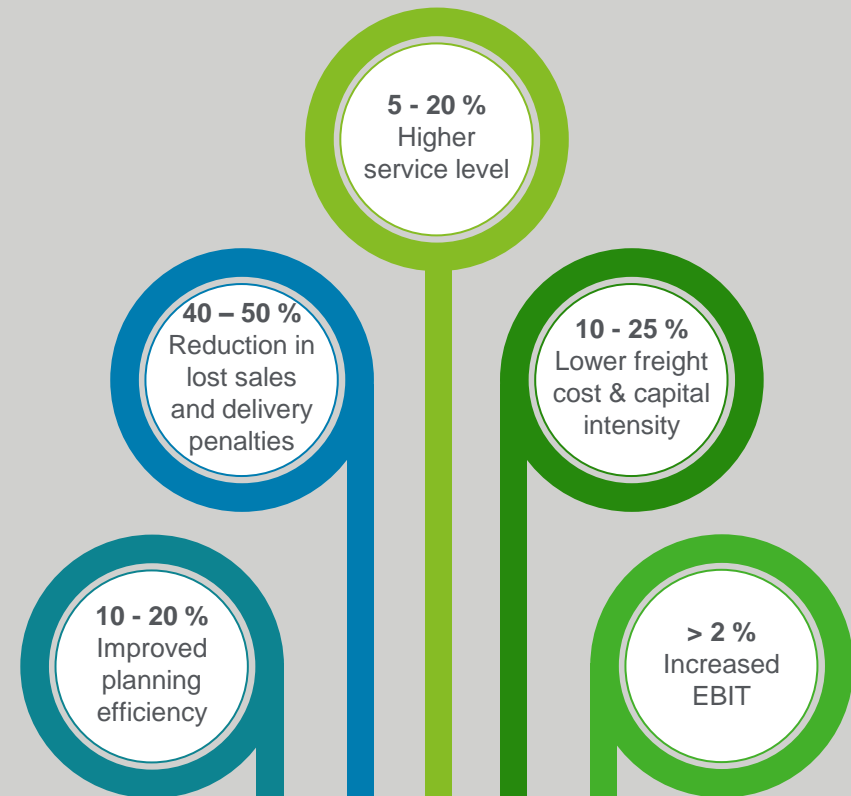 5 - 20 %
Higher
service level
40 – 50 %
Reduction in
lost sales
and delivery
penalties
10 - 25 %
Lower freight
cost & capital
intensity
10 - 20 %
Improved
planning
efficiency
> 2 %
Increased
EBIT